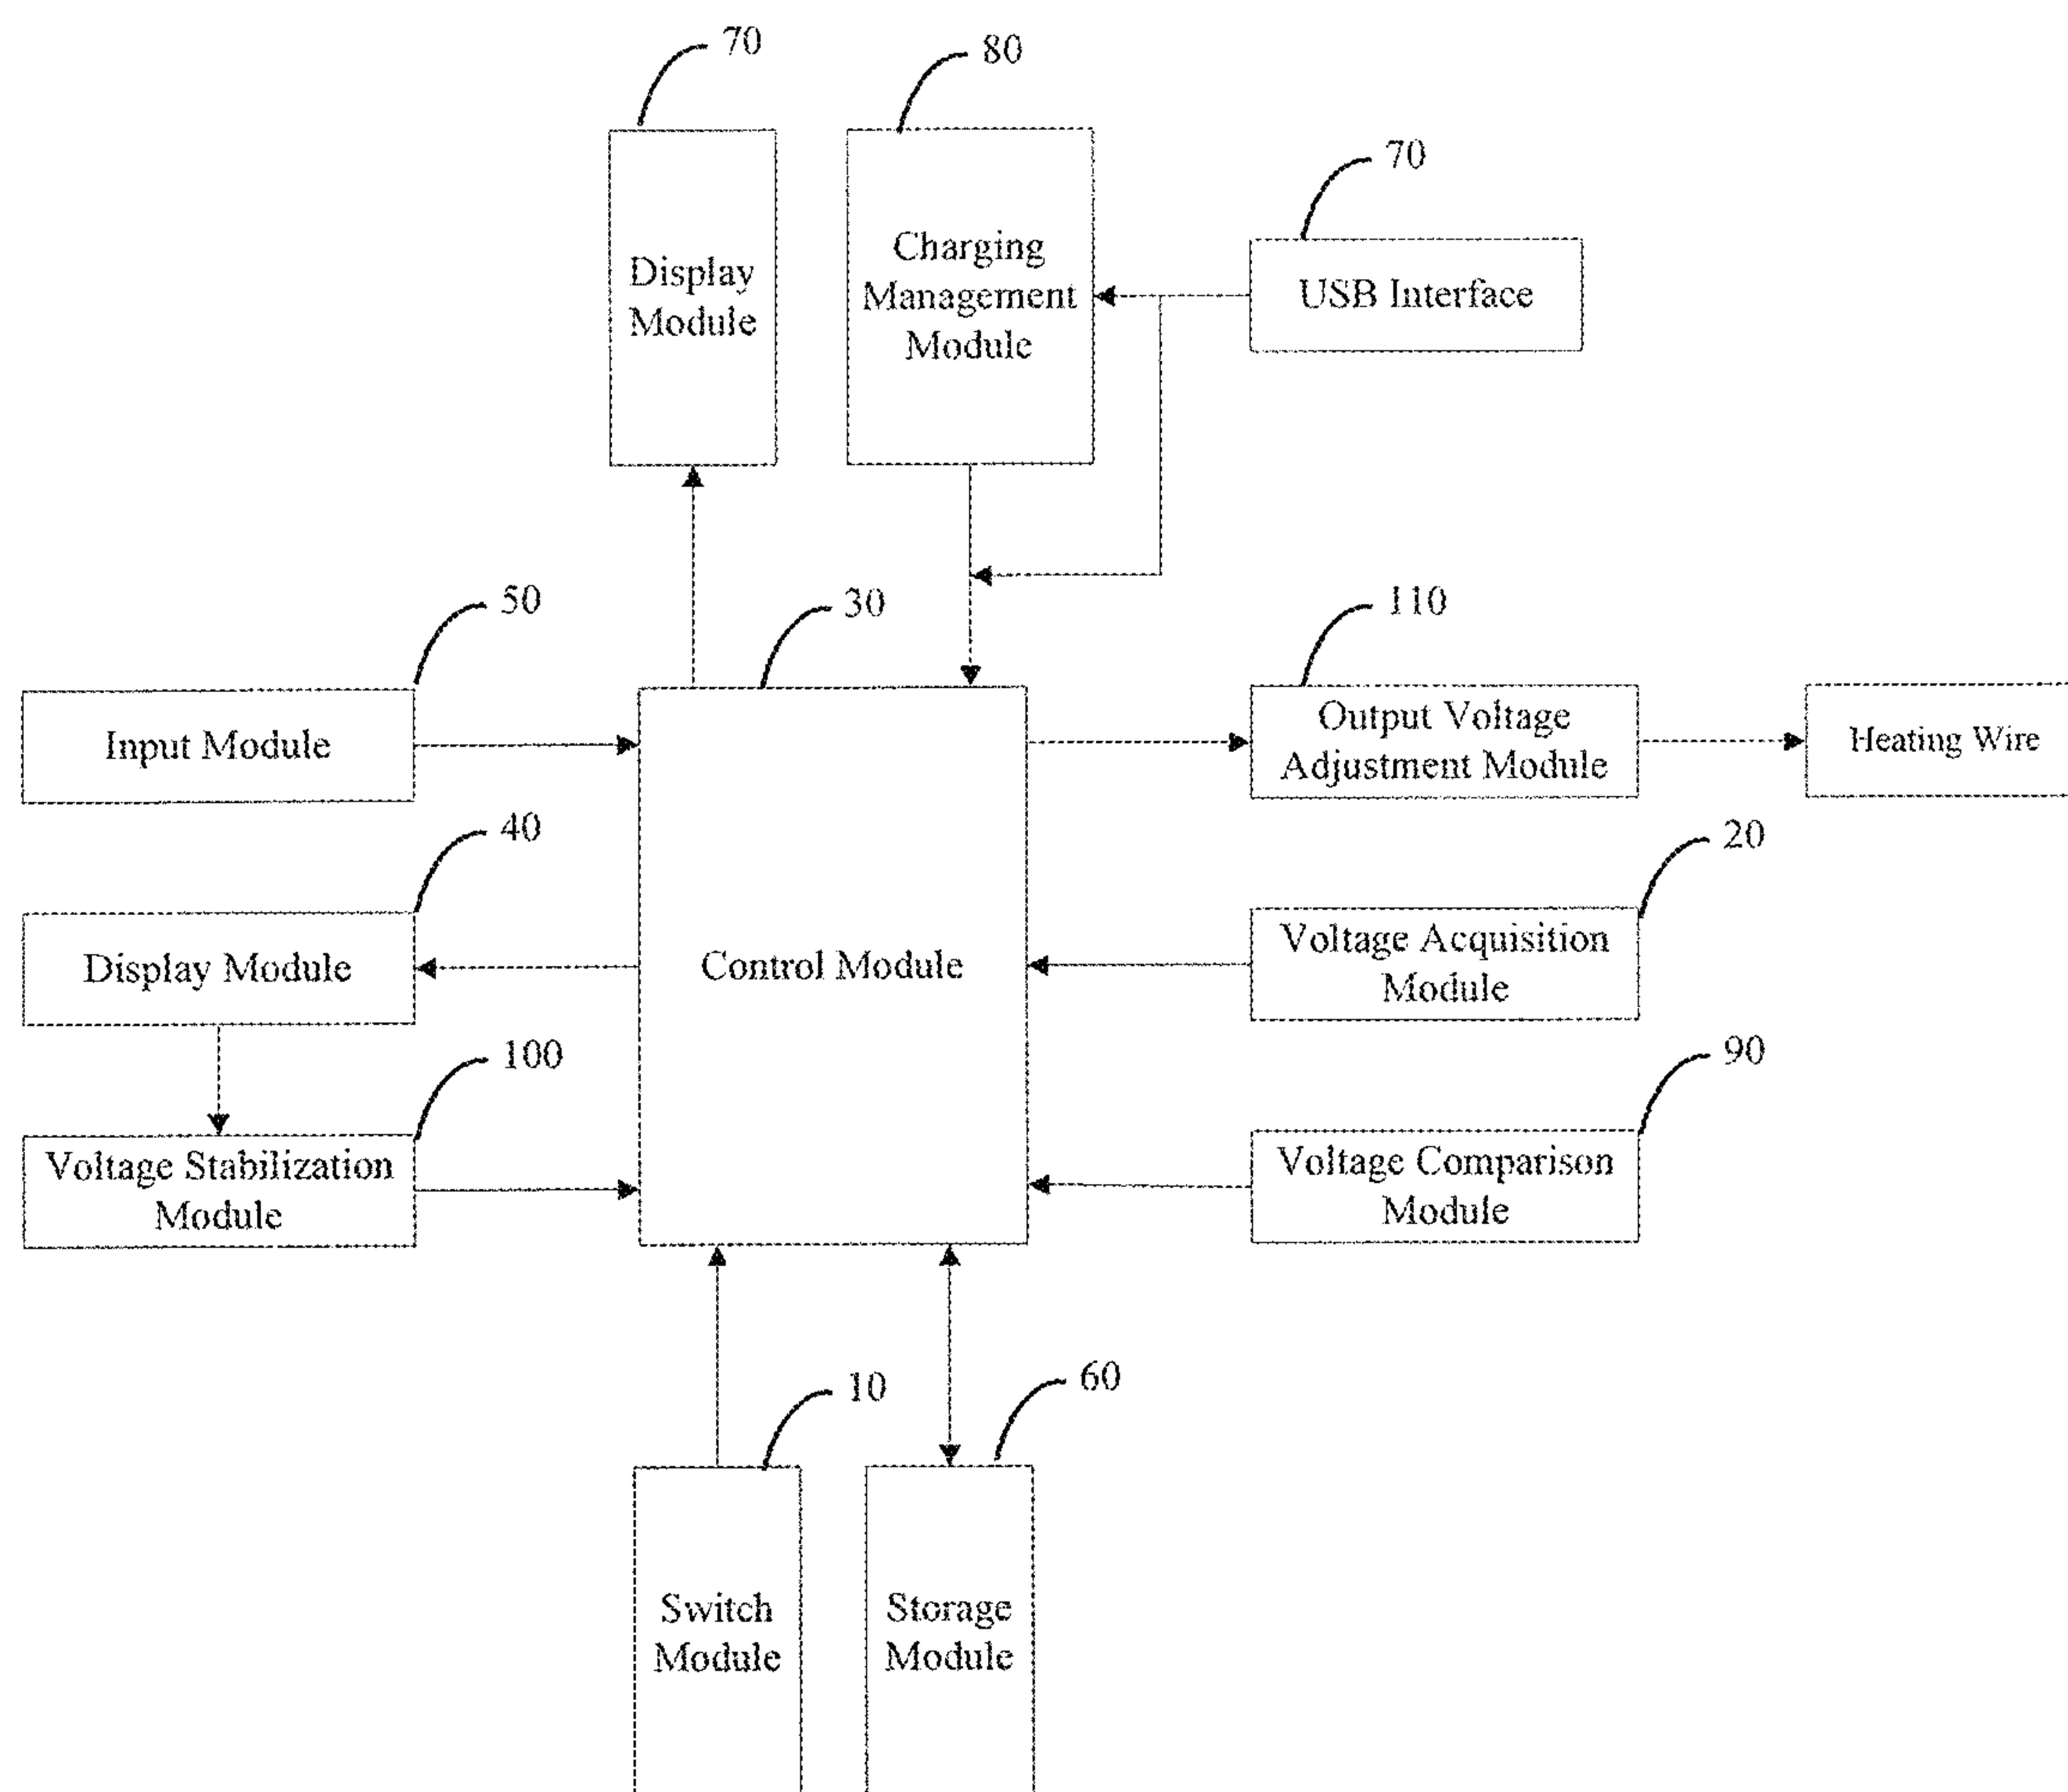 70
80
70
Display
Module
Charging
Management
Module
USB Interface
50
30
110
Input Module
Output Voltage
Adjustment Module
Heating Wire
40
20
Display Module
Control Module
Voltage Acquisition
Module
100
90
Voltage Stabilization
Module
Voltage Comparison
Module
10
60
Switch
Module
Storage
Module